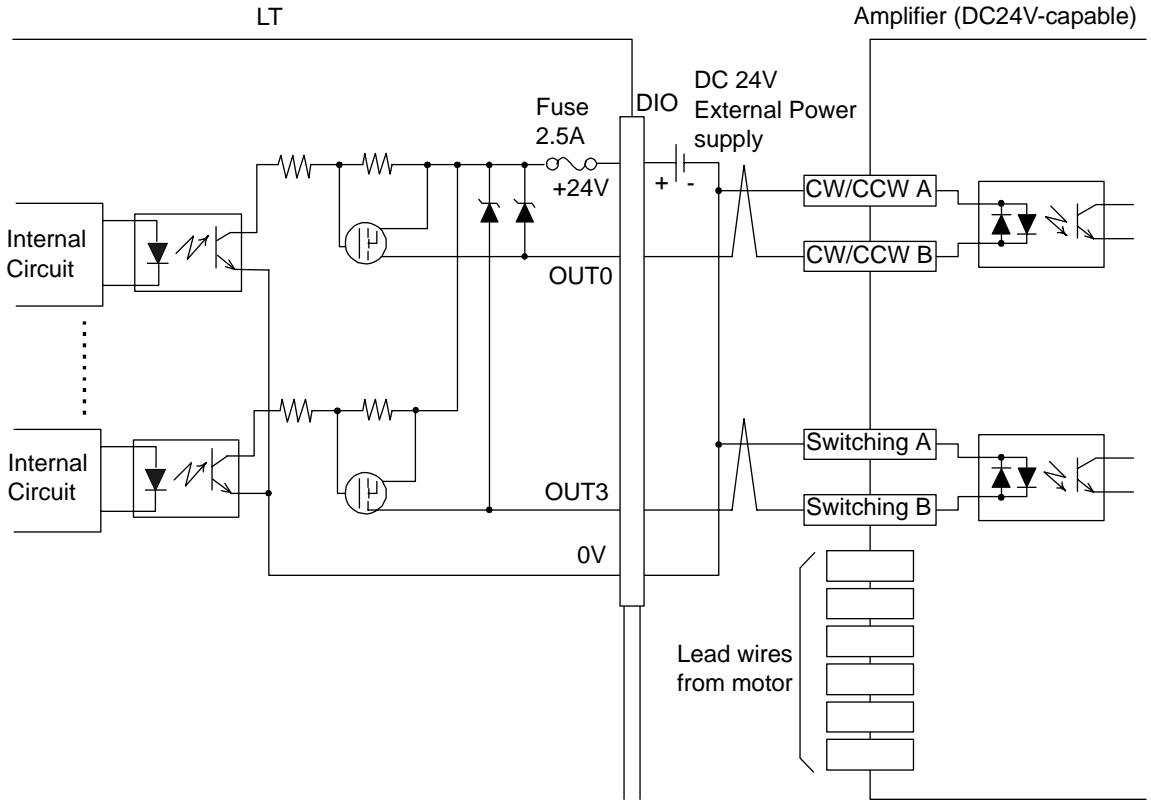 LT
Amplifier (DC24V-capable)
DC 24V
External Power
supply
Fuse
2.5A
DIO
+24V
+ -
CW/CCW A
Internal
Circuit
CW/CCW B
OUT0
Switching A
Internal
Circuit
OUT3
Switching B
0V
Lead wires
from motor